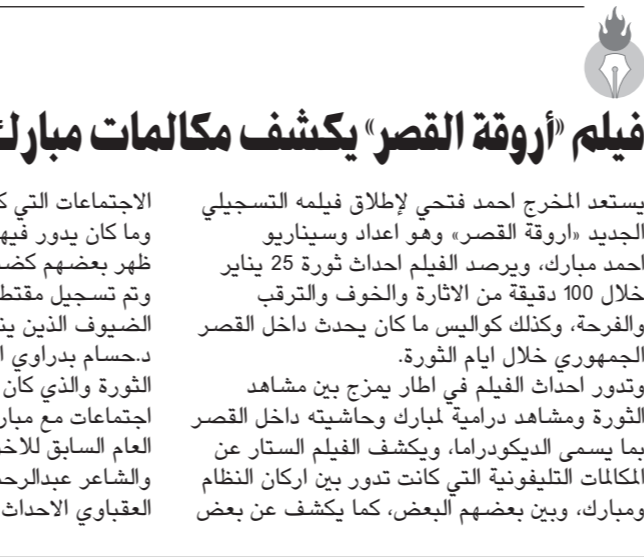 فيلم «أروقة القصر» يكشف مكالمات مبارك
يستعد المخرج احمد فتحي لإطلاق فيلمه التسجيلي
الجديد «اروقة القصر» وهو اعداد وسيناريو
احمد مبارك، ويرصد الفيلم احداث ثورة 25 يناير
خلال 100 دقيقة من الاثارة والخوف والترقب
والفرحة، وكذلك كواليس ما كان يحدث داخل القصر
الجمهوري خلال ايام الثورة.
وتدور احداث الفيلم في اطار يمزج بين مشاهد
الثورة ومشاهد درامية لمبارك وحاشيته داخل القصر
بما يسمى الديكودراما، ويكشف الفيلم الستار عن
المكالمات التليفونية التي كانت تدور بين اركان النظام
ومبارك، وبين بعضهم البعض، كما يكشف عن بعض
الاجتماعات التي
وما كان يدور فيها
ظهر بعضهم
وتم تسجيل
الضيوف الذين
د.حسام بدراوي
الثورة والذي كان
اجتماعات مع مبارك
العام السابق
والشاعر
العقباوي الاحداث